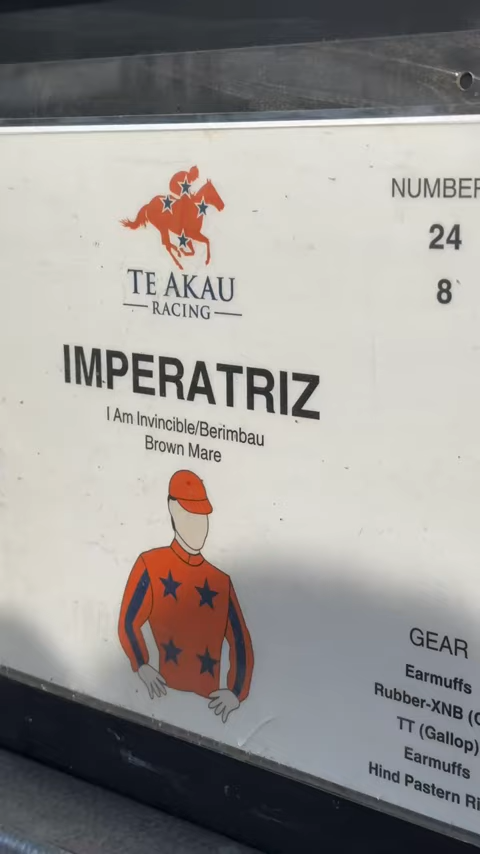 TE AKAU
RACING
IMPERATRIZ
I Am Invincible/Berimbau
Brown Mare
NUMBER
24
8
GEAR
Earmuffs
Rubber-XNB
TT (Gallop)
Earmuffs
Hind Pastern